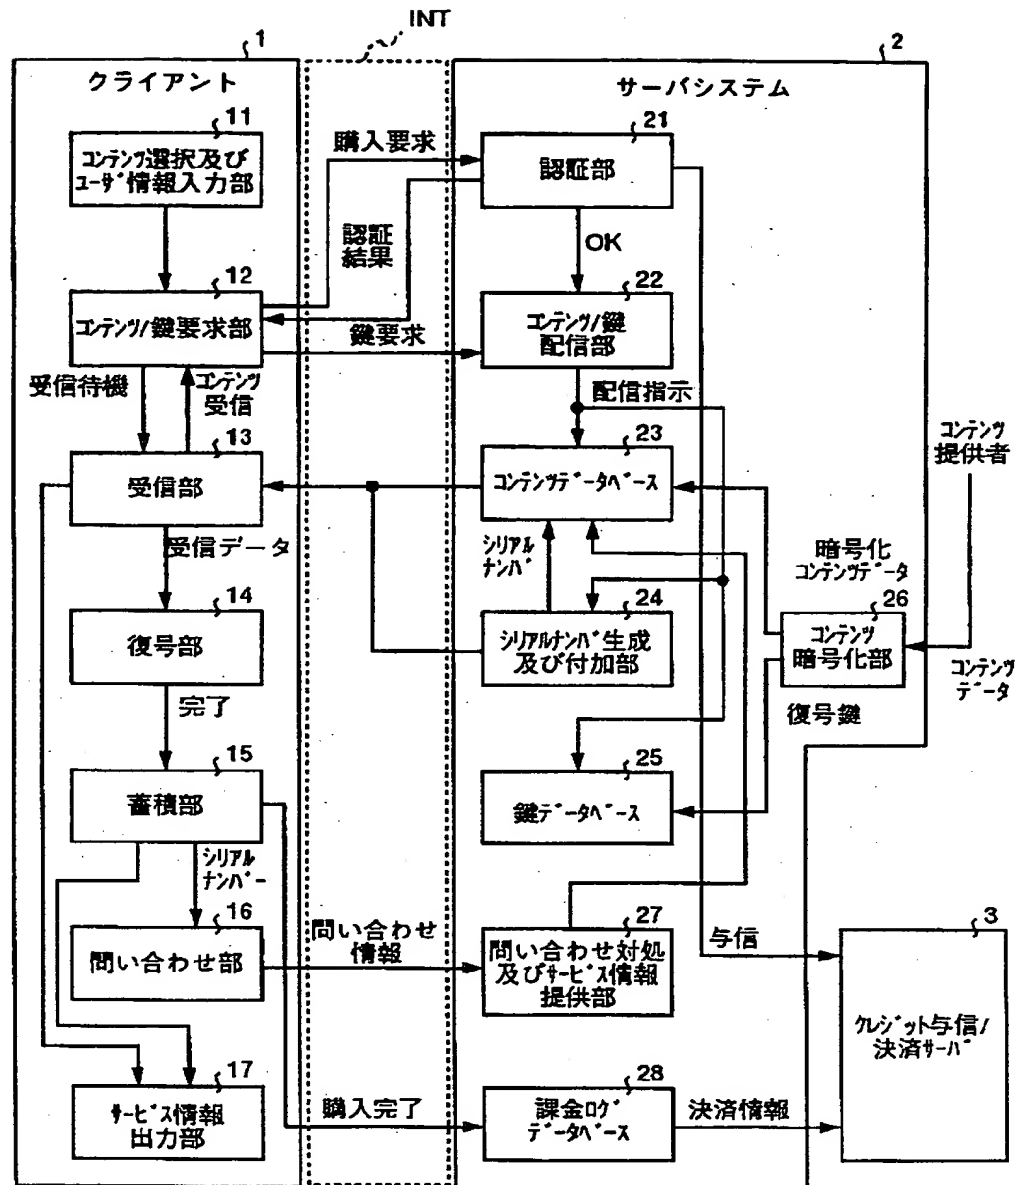 INT
1
クライアント
2
サーバシステム
11
コンテンツ選択及び
ユーザ情報入力部
購入要求
21
認証部
認証
結果
OK
12
コンテンツ/鍵要求部
鍵要求
22
コンテンツ/鍵
配信部
受信待機
コンテンツ
受信
配信指示
13
受信部
23
コンテンツデータベース
コンテンツ
提供者
受信データ
シリアル
ナンバ
暗号化
コンテンツデータ
14
復号部
24
シリアルナンバ生成
及び付加部
26
コンテンツ
暗号化部
コンテンツ
データ
完了
復号鍵
15
蓄積部
25
鍵データベース
シリアル
ナンバー
16
問い合わせ部
問い合わせ
情報
27
問い合わせ対処
及びサービス情報
提供部
与信
3
クレジット与信/
決済サーバ
17
サービス情報
出力部
購入完了
28
課金ログ
データベース
決済情報